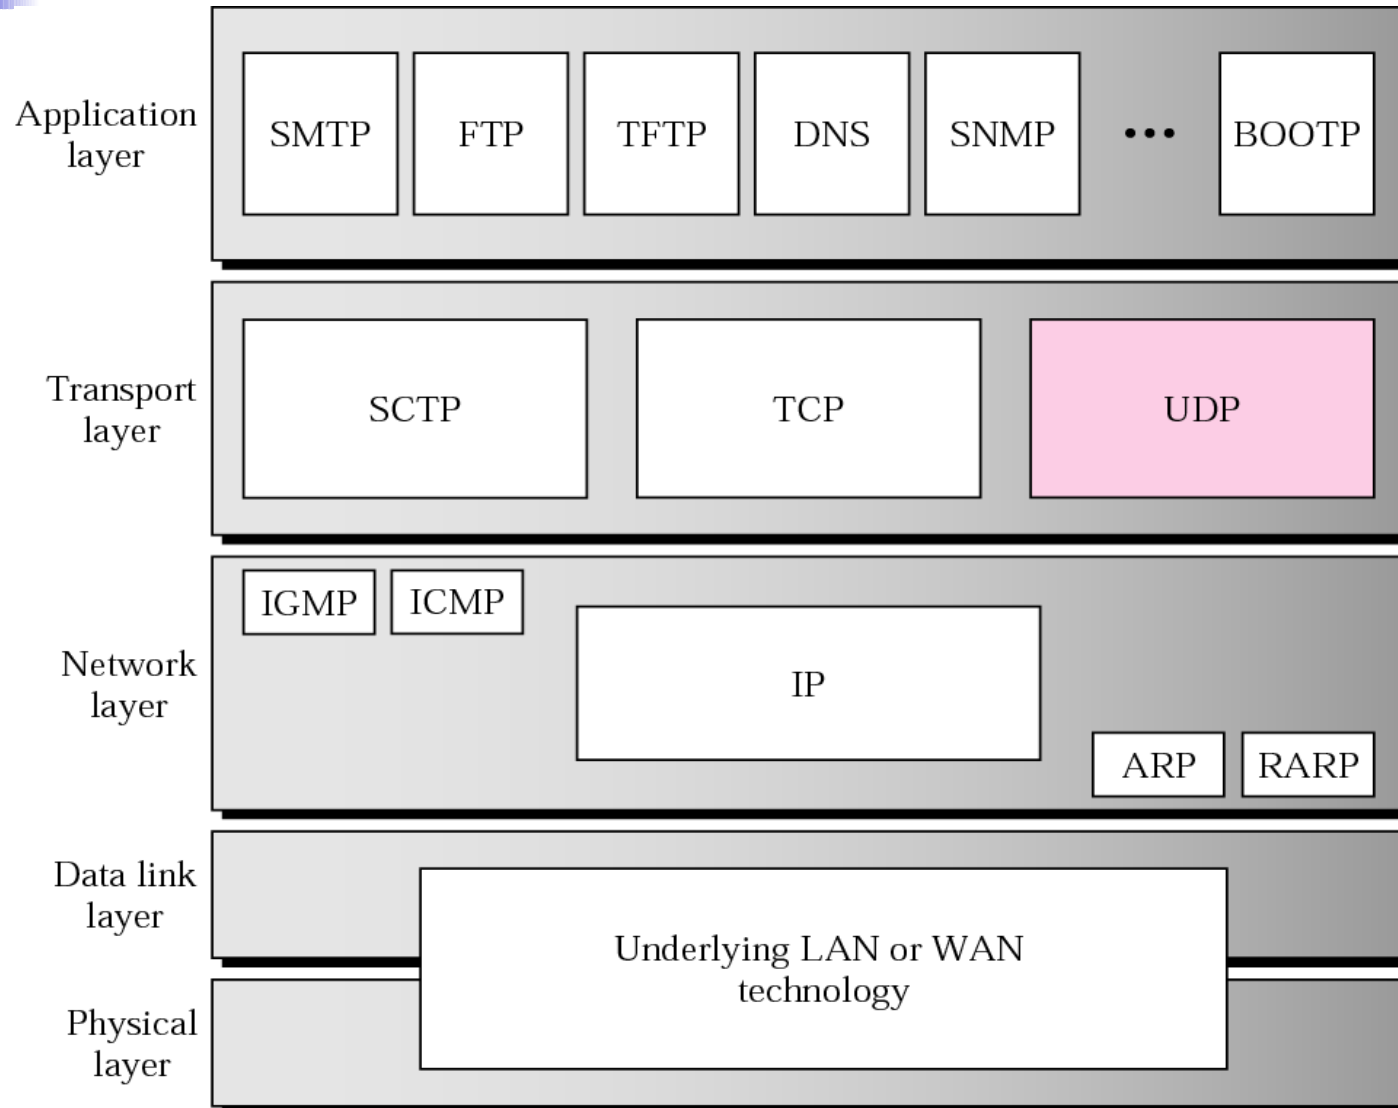 Application
layer
SMTP
FTP
TFTP
DNS
SNMP
...
BOOTP
Transport
layer
SCTP
TCP
UDP
Network
layer
IGMP
ICMP
IP
ARP
RARP
Data link
layer
Underlying LAN or WAN
technology
Physical
layer